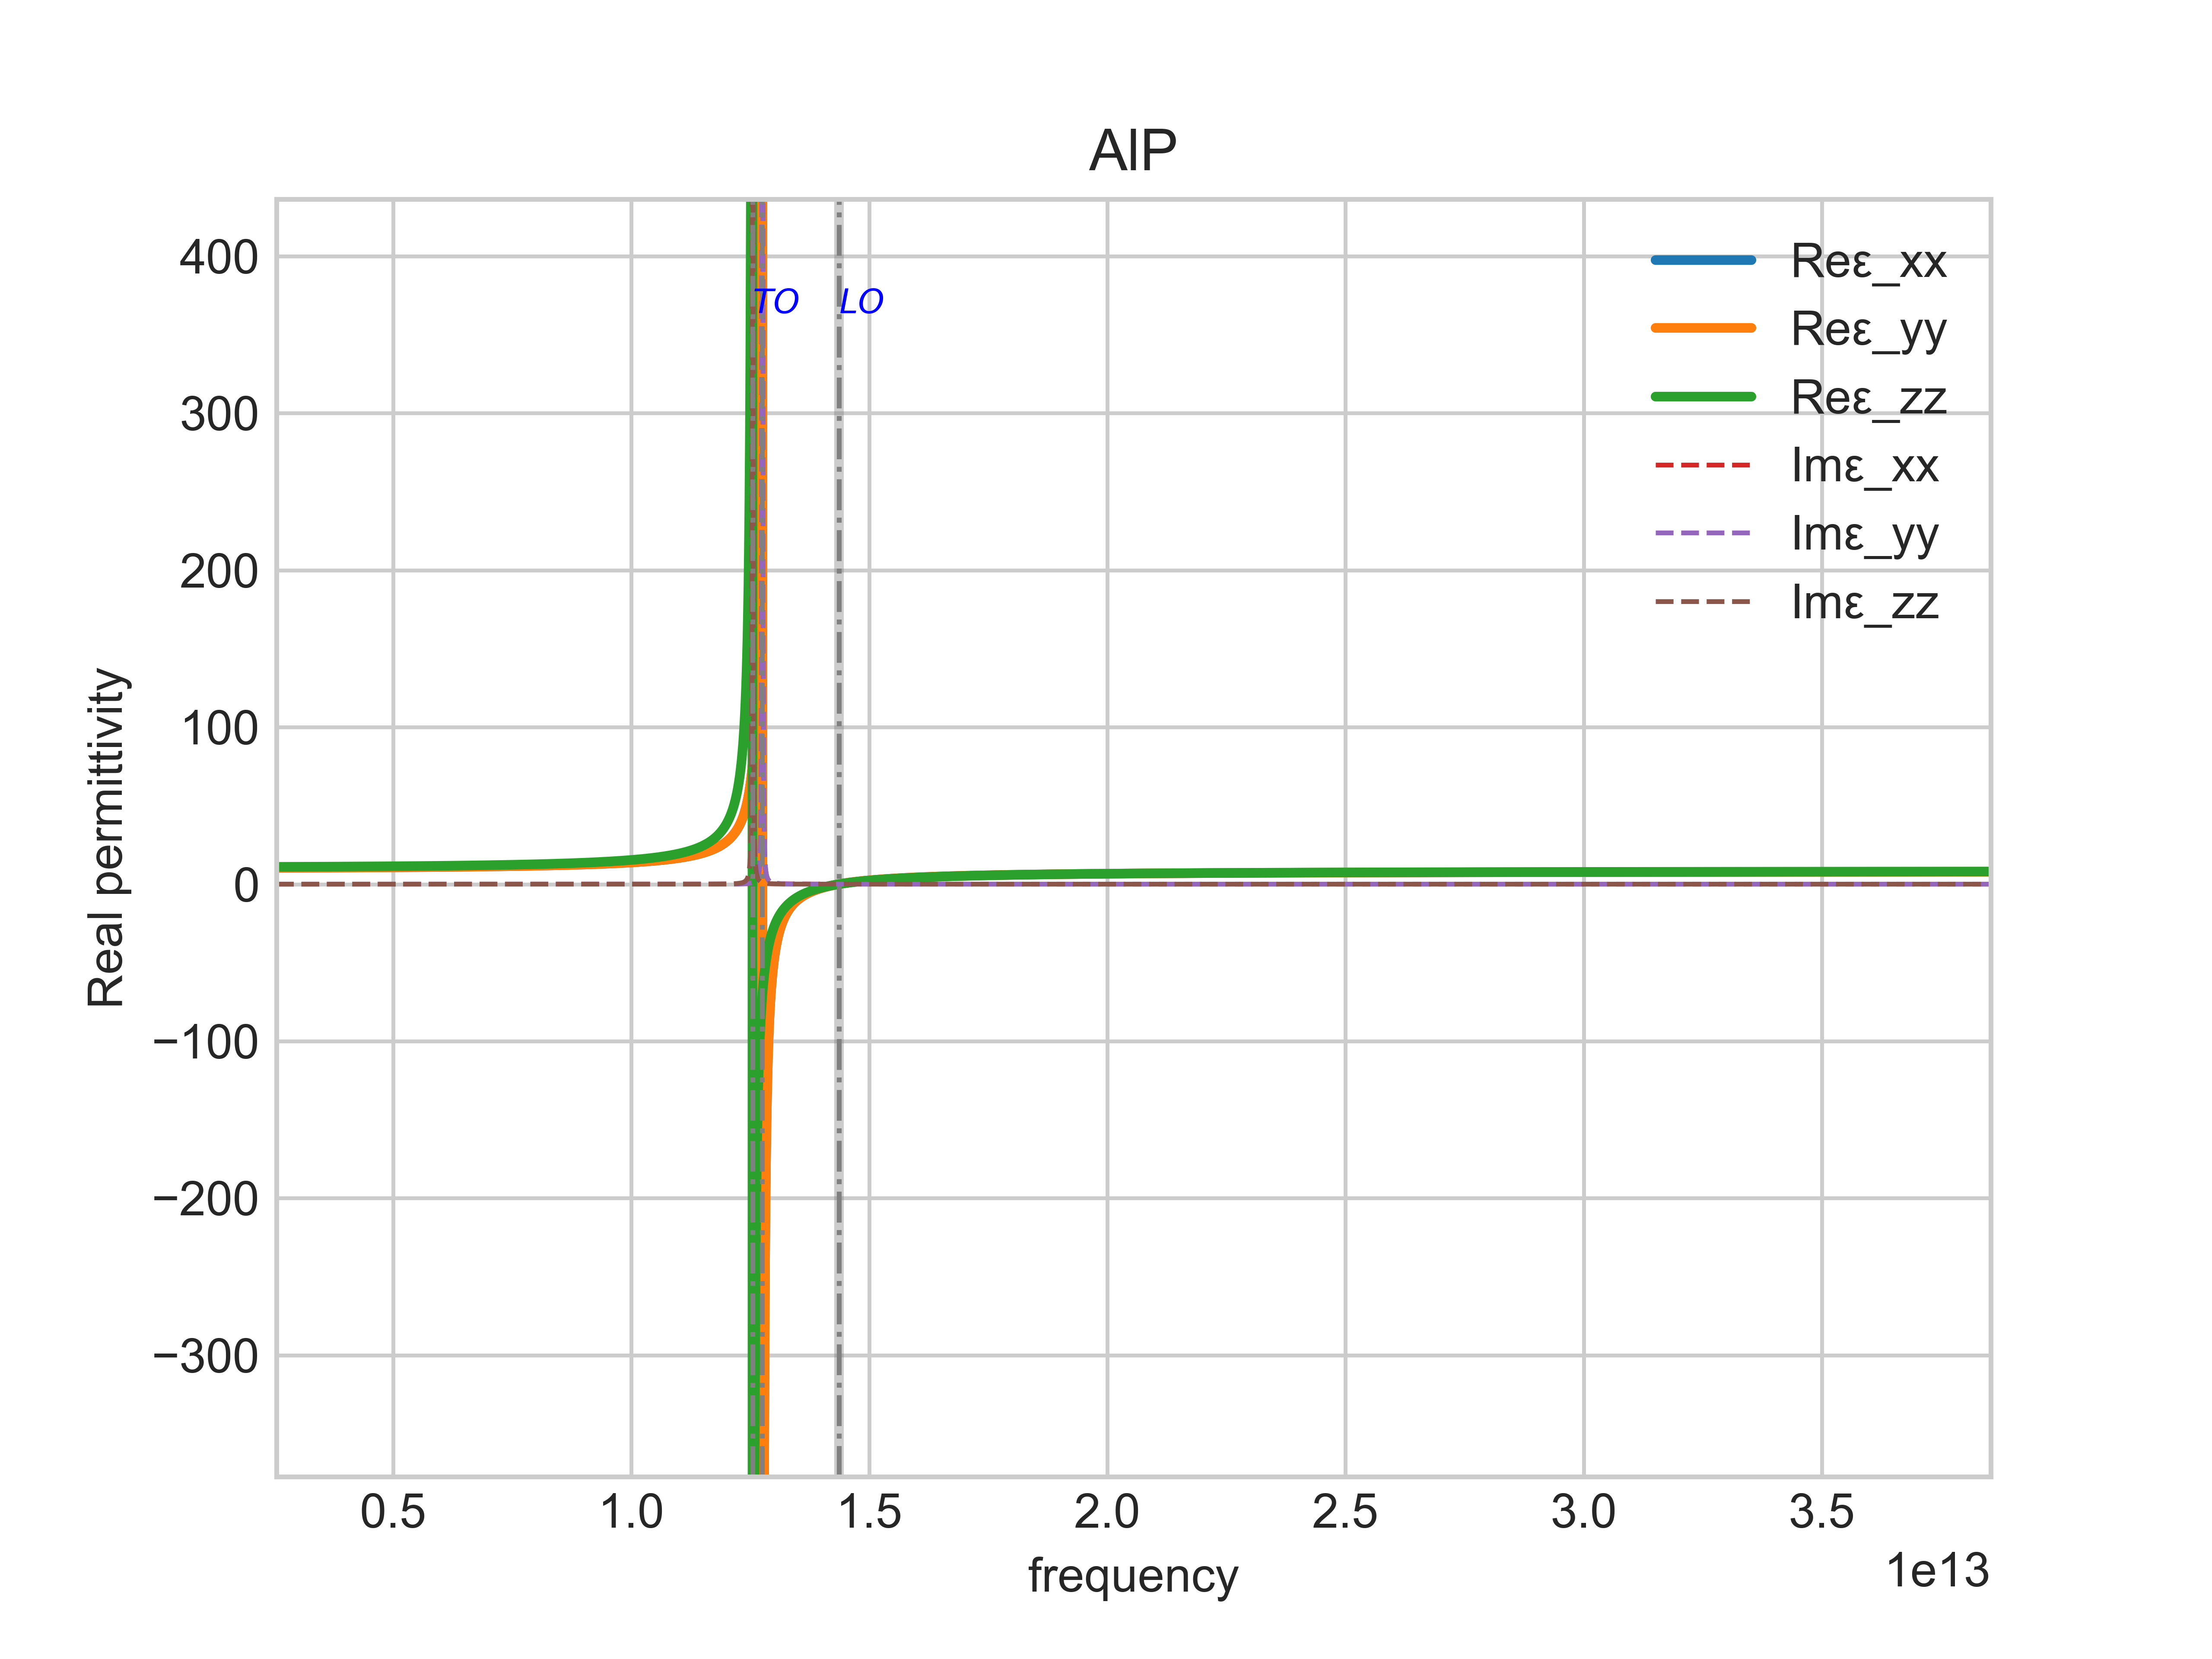 AlP
Real permittivity
400
300
200
100
0
−100
−200
−300
TO
LO
Reε_xx
Reε_yy
Reε_zz
Imε_xx
Imε_yy
Imε_zz
0.5 1.0 1.5 2.0 2.5 3.0 3.5
1e13
frequency